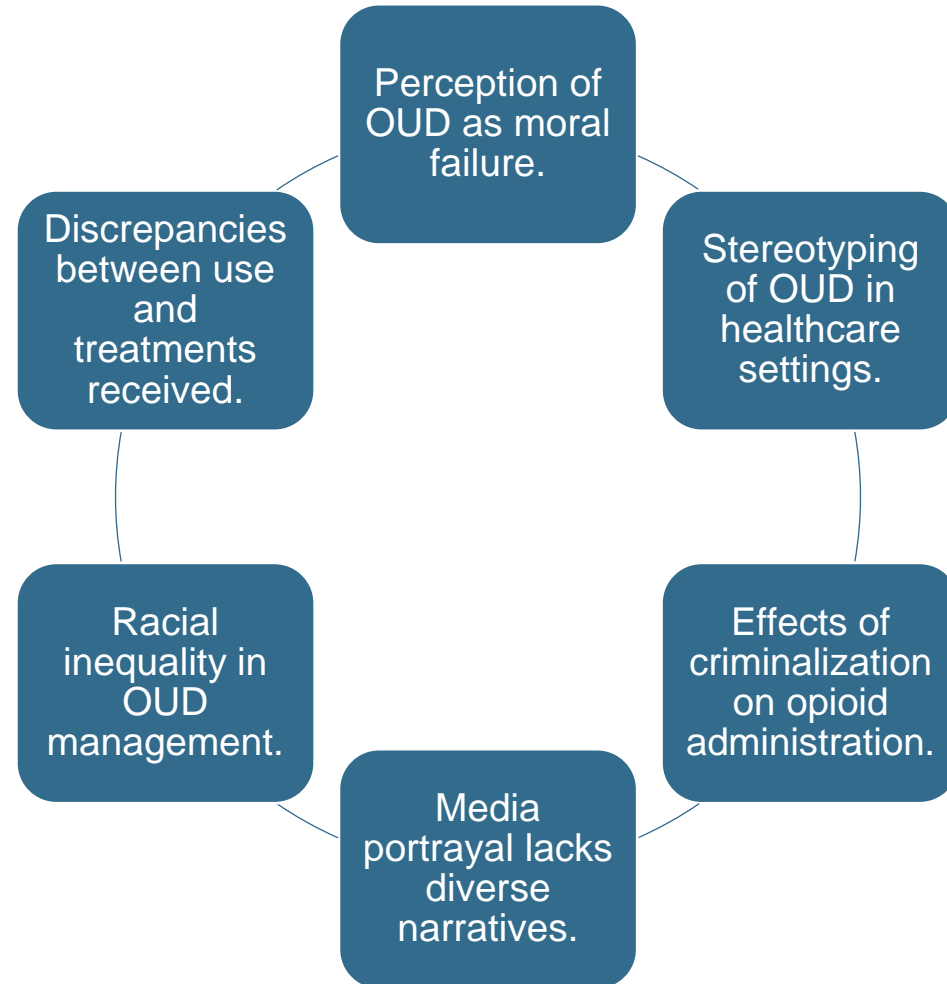 Perception of
OUD as moral
failure.
Stereotyping
of OUD in
healthcare
settings.
Effects of
criminalization
on opioid
administration.
Media
portrayal lacks
diverse
narratives.
Racial
inequality in
OUD
management.
Discrepancies
between use
and
treatments
received.